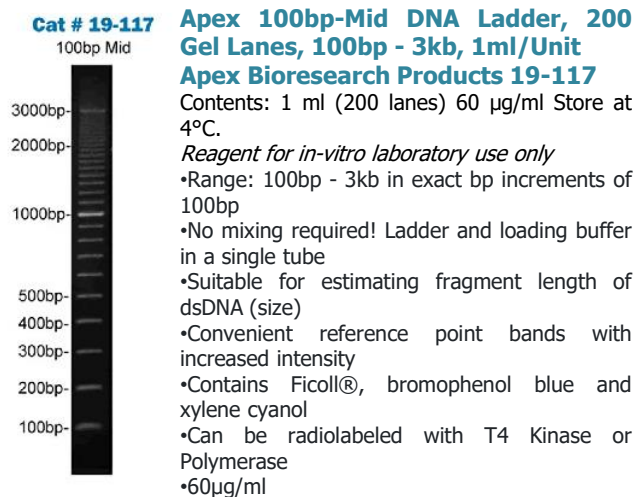 Cat # 19-117
100bp Mid
3000bp-
2000bp-
1000bp-
500bp-
400bp-
300bp-
200bp-
100bp-
Apex 100bp-Mid DNA Ladder, 200
Gel Lanes, 100bp - 3kb, 1ml/Unit
Apex Bioresearch Products 19-117
Contents: 1 ml (200 lanes) 60 µg/ml Store at
4°C.
Reagent for in-vitro laboratory use only
•Range: 100bp - 3kb in exact bp increments of
100bp
•No mixing required! Ladder and loading buffer
in a single tube
•Suitable for estimating fragment length of
dsDNA (size)
•Convenient reference point bands with
increased intensity
•Contains Ficoll®, bromophenol blue and
xylene cyanol
•Can be radiolabeled with T4 Kinase or
Polymerase
•60µg/ml